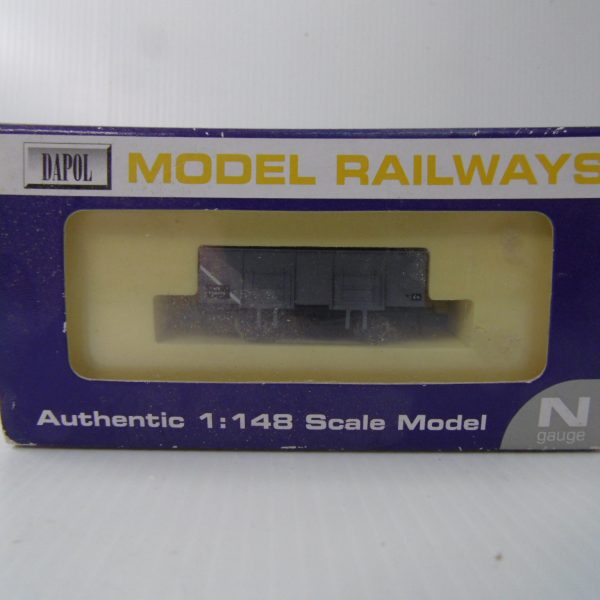 DAPOL
MODEL RAILWAYS
Authentic 1:148 Scale Model
N
gauge